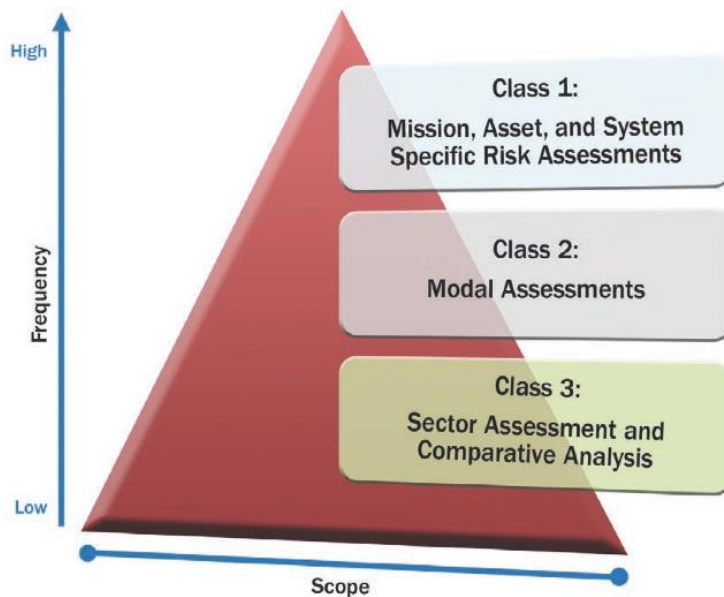 High
Class 1:
Mission, Asset, and System
Specific Risk Assessments
Class 2:
Modal Assessments
Frequency
Class 3:
Sector Assessment and
Comparative Analysis
Low
Scope